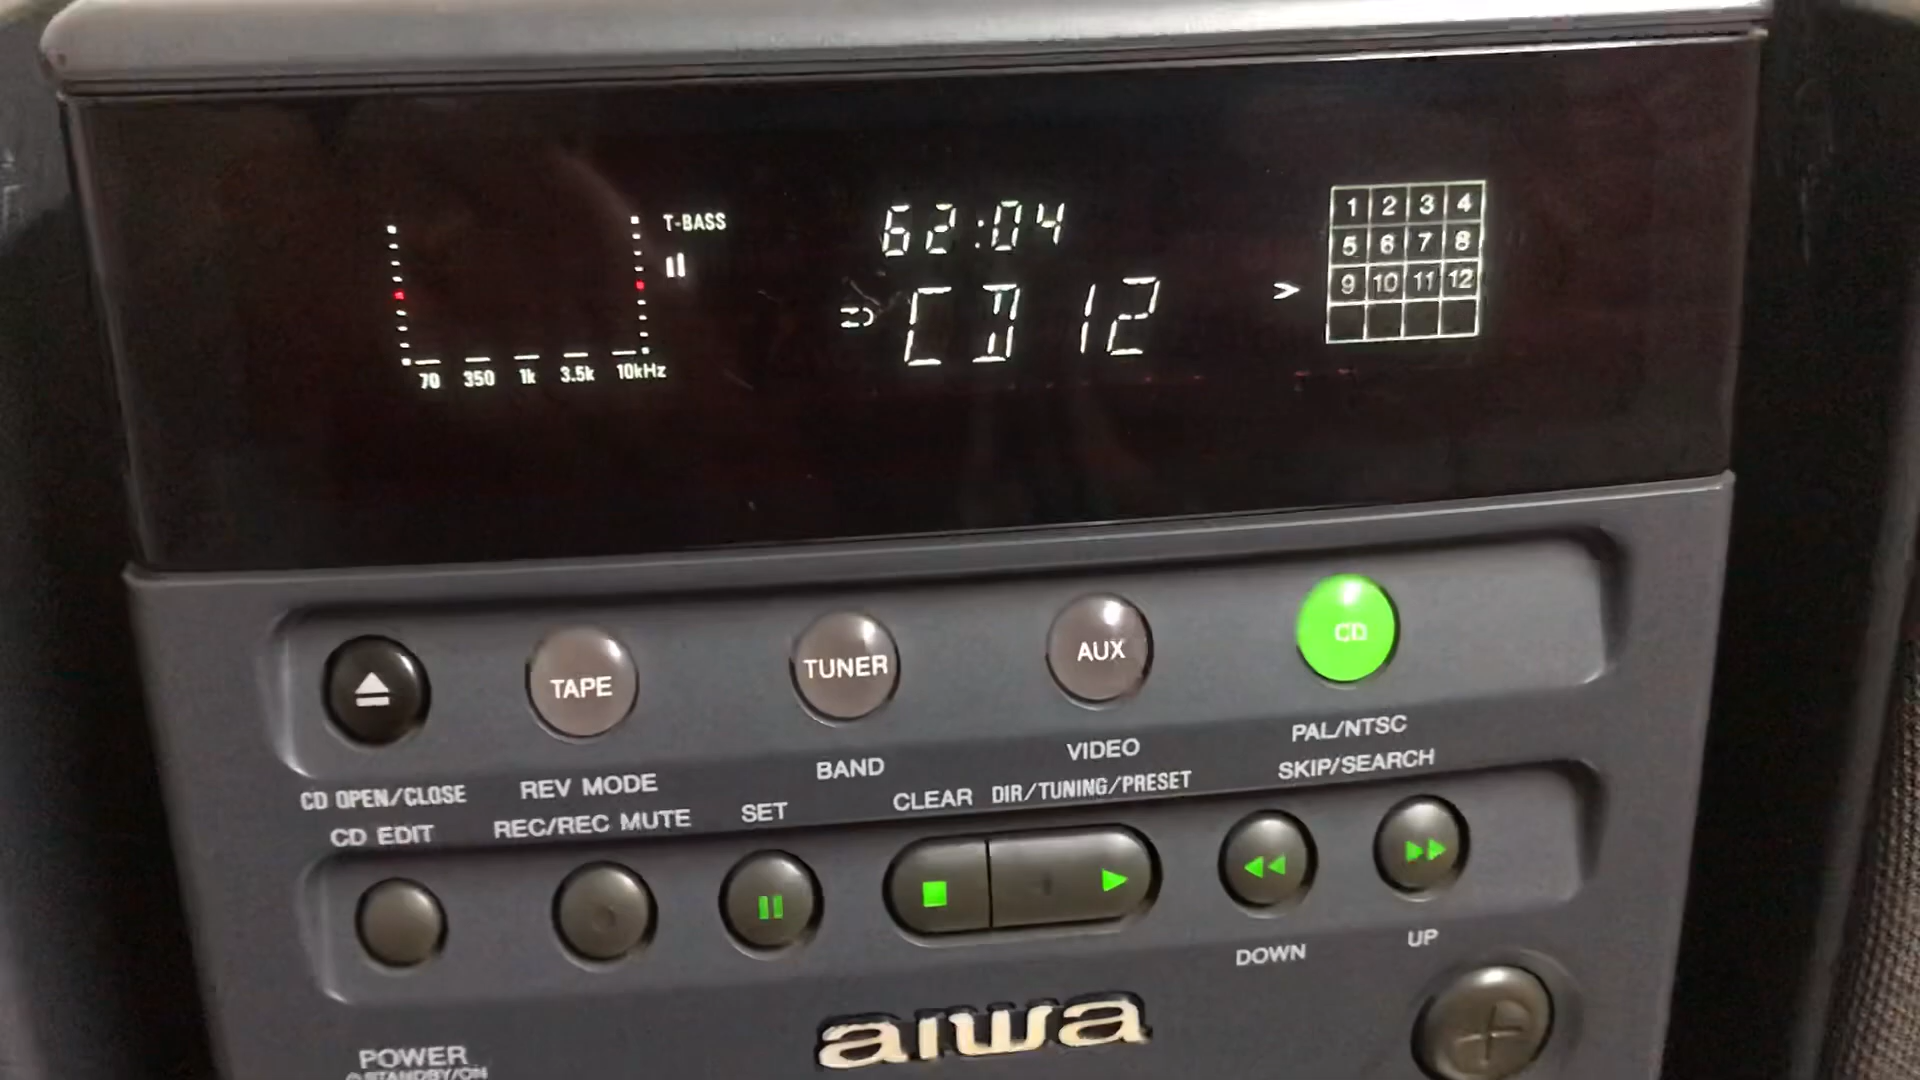 T-BASS
62:04
CD 12
70 350 1k 3.5k 10kHz
1 2 3 4
5 6 7 8
9 10 11 12
TAPE
TUNER
AUX
CD
CD OPEN/CLOSE
REV MODE
BAND
VIDEO
PAL/NTSC
CD EDIT
REC/REC MUTE
SET
CLEAR
DIR/TUNING/PRESET
SKIP/SEARCH
DOWN
UP
aiwa
POWER
STANDBY/ON